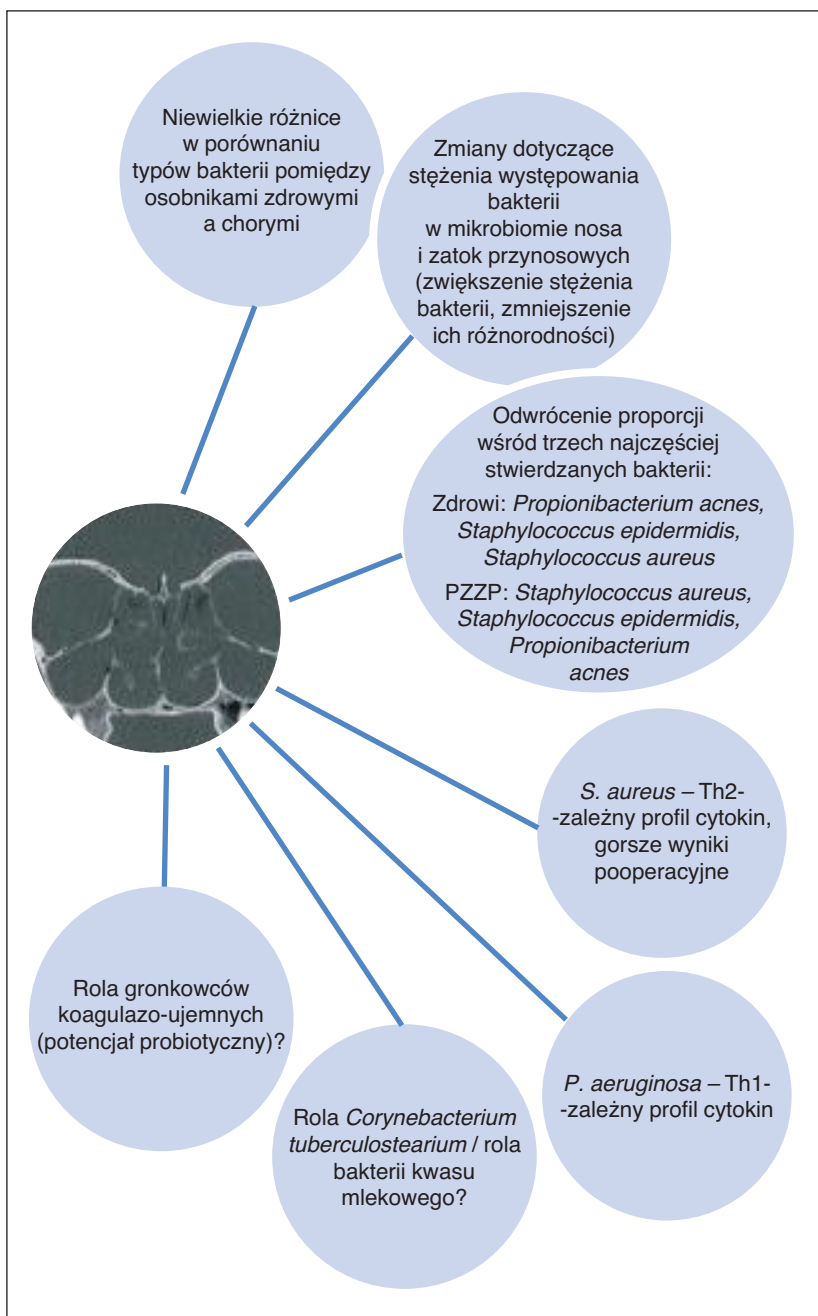 Niewielkie różnice
w porównaniu
typów bakterii pomiędzy
osobnikami zdrowymi
a chorymi
Zmiany dotyczące
stężenia występowania
bakterii
w mikrobiomie nosa
i zatok przynosowych
(zwiększenie stężenia
bakterii, zmniejszenie
ich różnorodności)
Odwrócenie proporcji
wśród trzech najczęściej
stwierdzanych bakterii:
Zdrowi: Propionibacterium acnes,
Staphylococcus epidermidis,
Staphylococcus aureus
PZZP: Staphylococcus aureus,
Staphylococcus epidermidis,
Propionibacterium
acnes
S. aureus – Th2-
-zależny profil cytokin,
gorsze wyniki
pooperacyjne
P. aeruginosa – Th1-
-zależny profil cytokin
Rola Corynebacterium
tuberculostearium / rola
bakterii kwasu
mlekowego?
Rola gronkowców
koagulazo-ujemnych
(potencjał probiotyczny)?